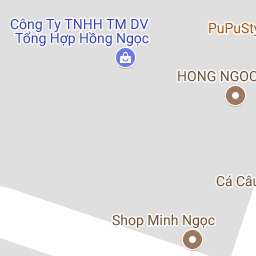 Công Ty TNHH TM DV
Tổng Hợp Hồng Ngọc
PuPuSty
HONG NGOC
Cá Câu
Shop Minh Ngọc